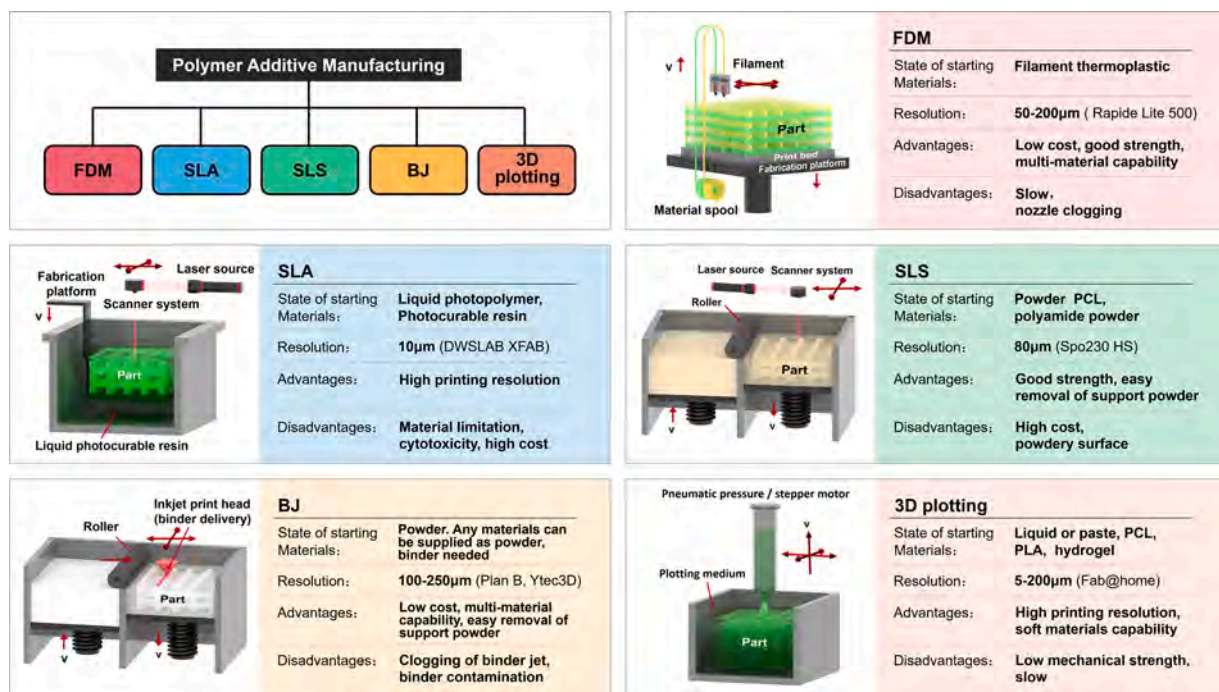 Polymer Additive Manufacturing
FDM
SLA
SLS
BJ
3D
plotting
v
Filament
Part
Print bed
Fabrication platform
Material spool
FDM
State of starting
Materials：
Filament thermoplastic
Resolution： 50-200μm ( Rapide Lite 500)
Advantages： Low cost, good strength,
multi-material capability
Disadvantages： Slow，
nozzle clogging
Fabrication
platform
v
Laser source
Scanner system
Part
Liquid photocurable resin
SLA
State of starting
Materials：
Liquid photopolymer,
Photocurable resin
Resolution： 10μm (DWSLAB XFAB)
Advantages： High printing resolution
Disadvantages： Material limitation,
cytotoxicity, high cost
Laser source
Scanner system
Roller
Part
v
v
SLS
State of starting
Materials：
Powder PCL,
polyamide powder
Resolution： 80μm (Spo230 HS)
Advantages： Good strength, easy
removal of support powder
Disadvantages： High cost,
powdery surface
Inkjet print head
(binder delivery)
Roller
Part
v
v
BJ
State of starting
Materials：
Powder. Any materials can
be supplied as powder,
binder needed
Resolution： 100-250μm (Plan B, Ytec3D)
Advantages： Low cost, multi-material
capability, easy removal of
support powder
Disadvantages： Clogging of binder jet,
binder contamination
Pneumatic pressure / stepper motor
v
Plotting medium
Part
3D plotting
State of starting
Materials：
Liquid or paste, PCL,
PLA, hydrogel
Resolution： 5-200μm (Fab@home)
Advantages： High printing resolution,
soft materials capability
Disadvantages： Low mechanical strength,
slow